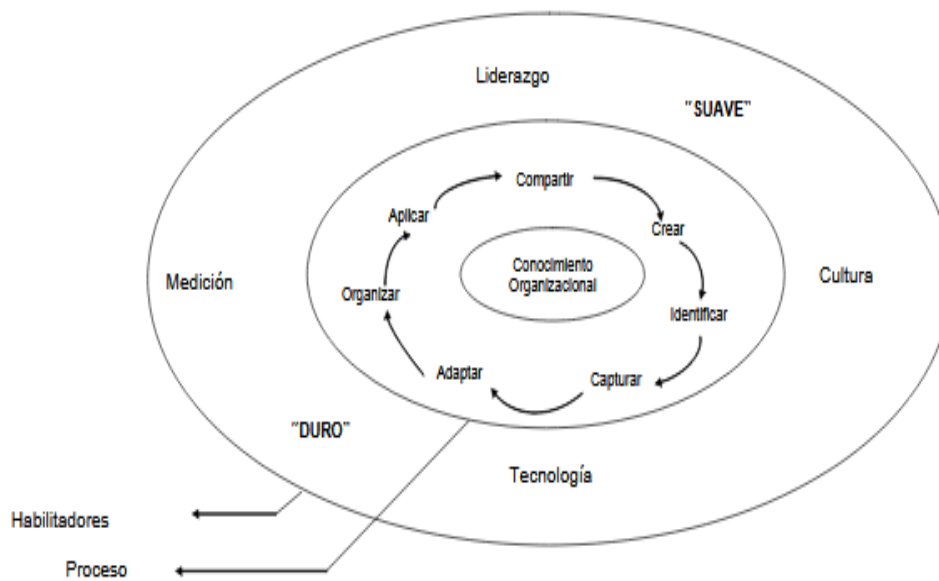 Liderazgo
"SUAVE"
Compartir
Aplicar
Crear
Conocimiento
Organizacional
Medición
Cultura
Organizar
Identificar
Adaptar
Capturar
"DURO"
Tecnología
Habilitadores
Proceso